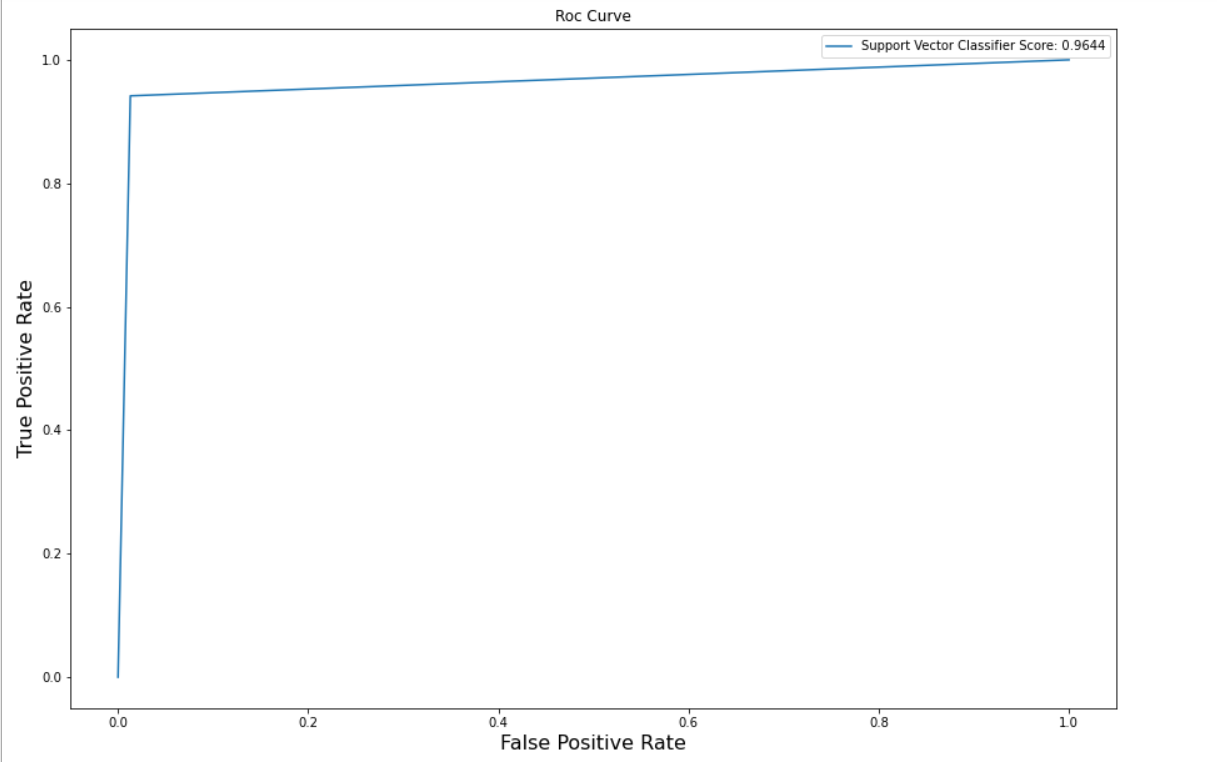 Roc Curve
Support Vector Classifier Score: 0.9644
1.0
0.8
0.6
0.4
0.2
0.0
True Positive Rate
0.0 0.2 0.4 0.6 0.8 1.0
False Positive Rate